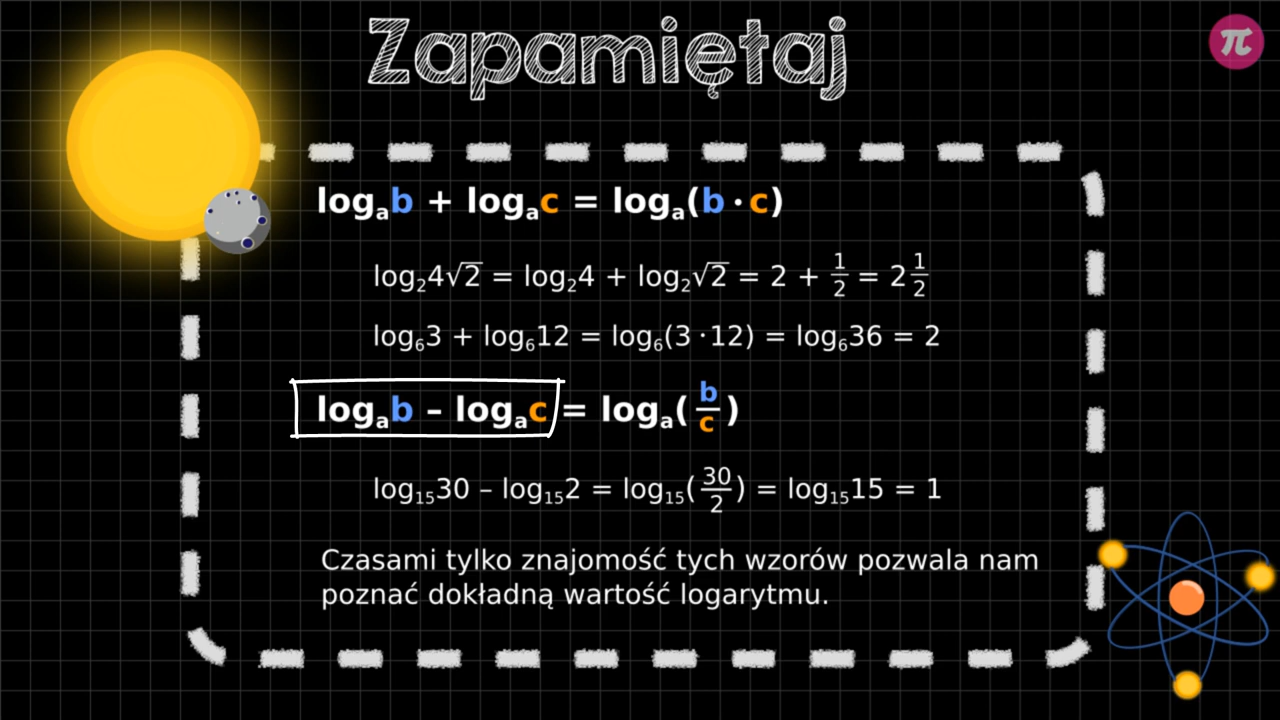 Zapamiętaj
π
logₐb + logₐc = logₐ(b · c)
log₂4√2 = log₂4 + log₂√2 = 2 + 1/2 = 2 1/2
log₆3 + log₆12 = log₆(3 · 12) = log₆36 = 2
logₐb – logₐc = logₐ(b/c)
log₁₅30 – log₁₅2 = log₁₅(30/2) = log₁₅15 = 1
Czasami tylko znajomość tych wzorów pozwala nam
poznać dokładną wartość logarytmu.